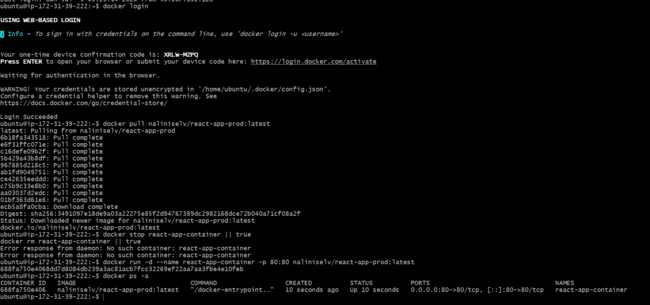 ubuntu@ip-172-31-39-222:~$ docker login
USING WEB-BASED LOGIN
Info → To sign in with credentials on the command line, use 'docker login -u <username>'
Your one-time device confirmation code is: XRLW-MZPQ
Press ENTER to open your browser or submit your device code here: https://login.docker.com/activate
Waiting for authentication in the browser…
WARNING! Your credentials are stored unencrypted in '/home/ubuntu/.docker/config.json'.
Configure a credential helper to remove this warning. See
https://docs.docker.com/go/credential-store/
Login Succeeded
ubuntu@ip-172-31-39-222:~$ docker pull naliniselv/react-app-prod:latest
latest: Pulling from naliniselv/react-app-prod
6b18fa343518: Pull complete
e6f31ffc071e: Pull complete
c16defe09b2f: Pull complete
5b429a43b8df: Pull complete
967885d218c5: Pull complete
ab1fd9049751: Pull complete
ce42635eeddd: Pull complete
c75b9c33e8b0: Pull complete
aa03037d2edc: Pull complete
01bf363d61e6: Pull complete
ecb5a8fa0cba: Download complete
Digest: sha256:3491097e18de9a03a22275e85f2d94767389dc2982168dce72b040a71cf08a2f
Status: Downloaded newer image for naliniselv/react-app-prod:latest
docker.io/naliniselv/react-app-prod:latest
ubuntu@ip-172-31-39-222:~$ docker stop react-app-container || true
docker rm react-app-container || true
Error response from daemon: No such container: react-app-container
Error response from daemon: No such container: react-app-container
ubuntu@ip-172-31-39-222:~$ docker run -d --name react-app-container -p 80:80 naliniselv/react-app-prod:latest
688fa750e4068dd7d8084db239a3ac81acb7fcc32269ef22aa7aa3fbe4e10feb
ubuntu@ip-172-31-39-222:~$ docker ps -a
CONTAINER ID IMAGE COMMAND CREATED STATUS PORTS NAMES
688fa750e406 naliniselv/react-app-prod:latest "/docker-entrypoint.…" 10 seconds ago Up 10 seconds 0.0.0.0:80->80/tcp, [::]:80->80/tcp react-app-container
ubuntu@ip-172-31-39-222:~$